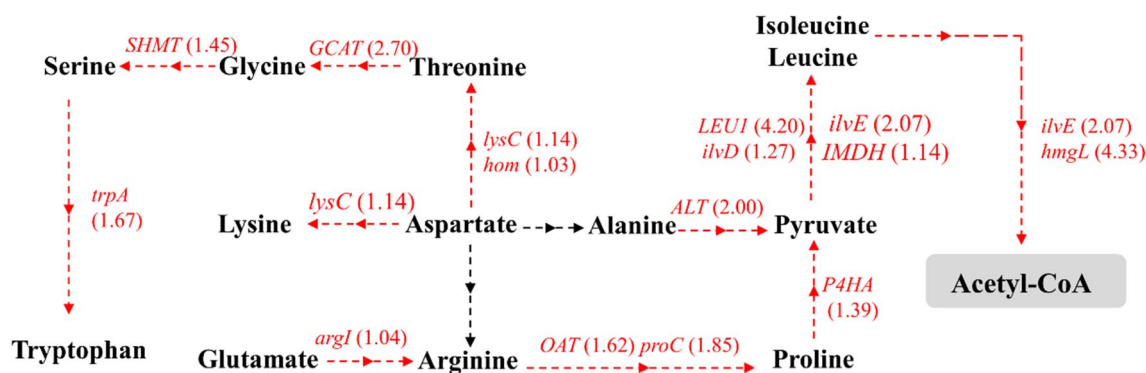 Isoleucine
Leucine
SHMT (1.45)
GCAT (2.70)
Serine
Glycine
Threonine
lysC (1.14)
hom (1.03)
LEU1 (4.20)
ilvD (1.27)
ilvE (2.07)
IMDH (1.14)
ilvE (2.07)
hmgL (4.33)
trpA
(1.67)
Lysine
lysC (1.14)
Aspartate
Alanine
ALT (2.00)
Pyruvate
Acetyl-CoA
P4HA
(1.39)
Tryptophan
Glutamate
argI (1.04)
Arginine
OAT (1.62) proC (1.85)
Proline